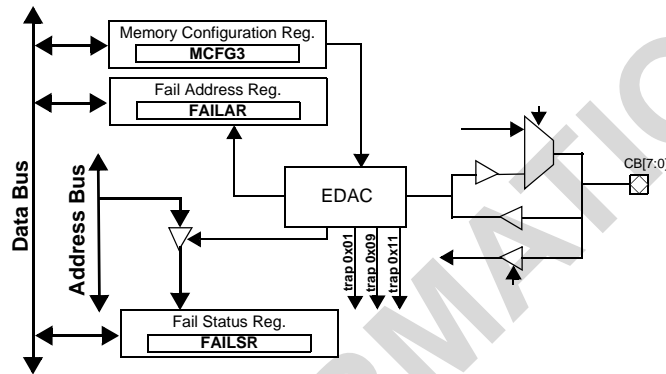 Memory Configuration Reg.
MCFG3
Fail Address Reg.
FAILAR
Data Bus
Address Bus
EDAC
CB[7:0]
trap 0x01
trap 0x09
trap 0x11
Fail Status Reg.
FAILSR
RMATIC